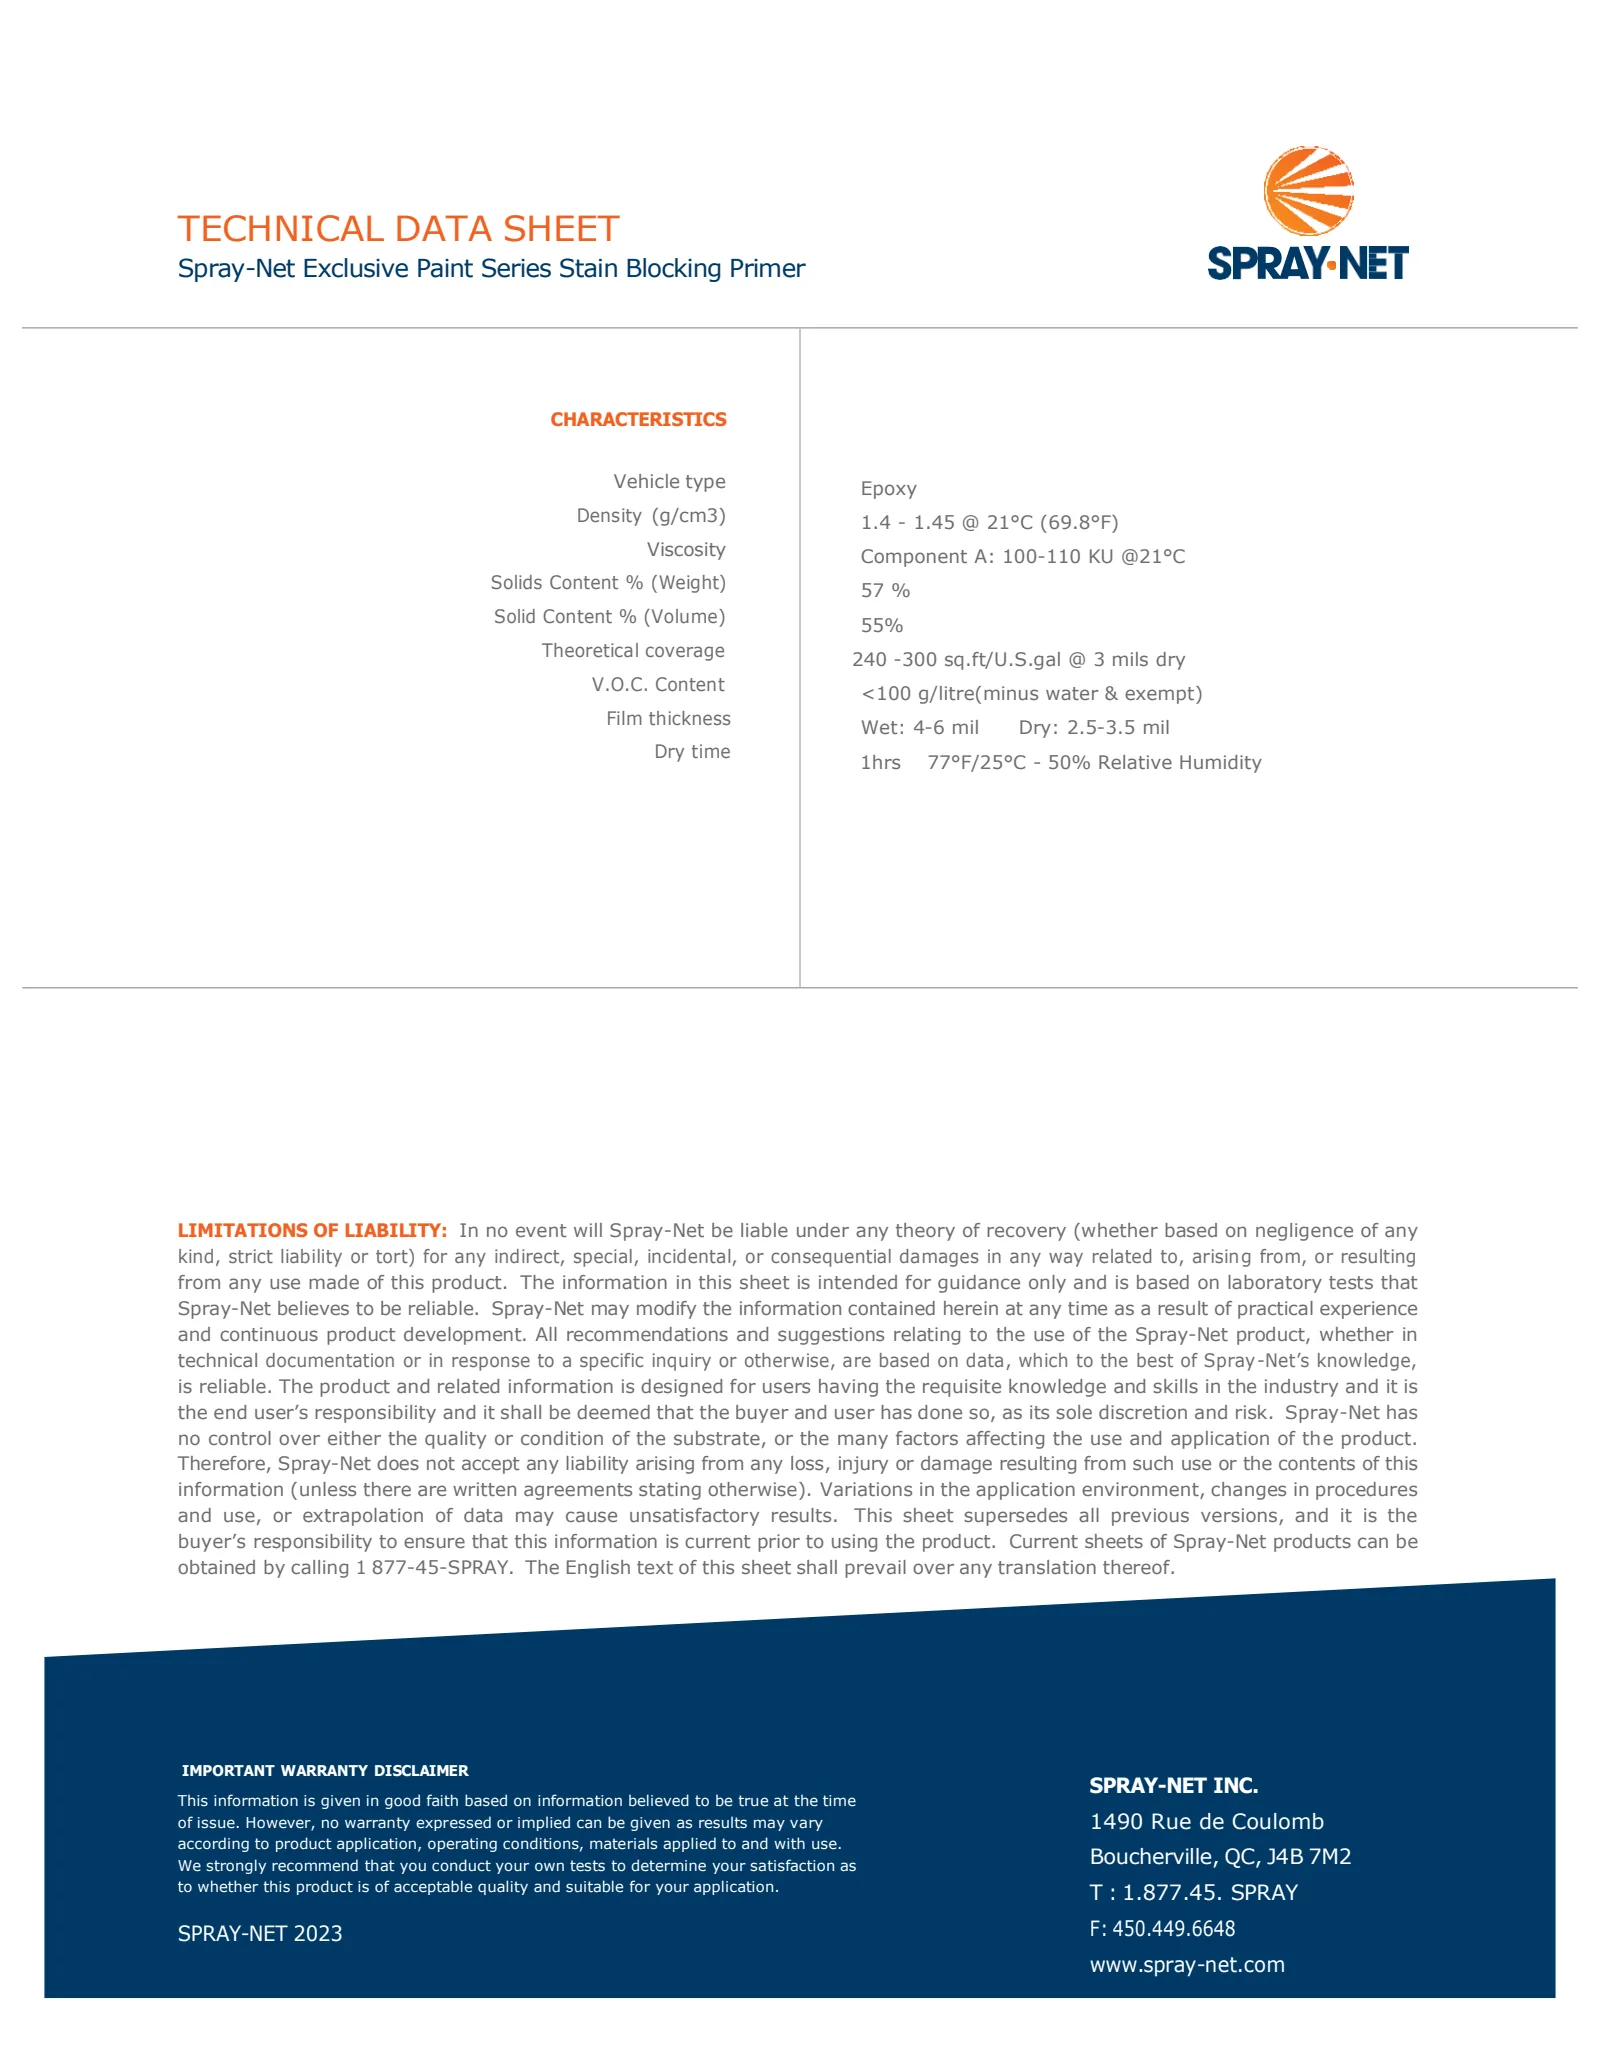 TECHNICAL DATA SHEET
Spray-Net Exclusive Paint Series Stain Blocking Primer
SPRAY·NET
CHARACTERISTICS
Vehicle type
Density (g/cm3)
Viscosity
Solids Content % (Weight)
Solid Content % (Volume)
Theoretical coverage
V.O.C. Content
Film thickness
Dry time
Epoxy
1.4 - 1.45 @ 21°C (69.8°F)
Component A: 100-110 KU @21°C
57 %
55%
240 -300 sq.ft/U.S.gal @ 3 mils dry
<100 g/litre(minus water & exempt)
Wet: 4-6 mil Dry: 2.5-3.5 mil
1hrs 77°F/25°C - 50% Relative Humidity
LIMITATIONS OF LIABILITY: In no event will Spray-Net be liable under any theory of recovery (whether based on negligence of any
kind, strict liability or tort) for any indirect, special, incidental, or consequential damages in any way related to, arising from, or resulting
from any use made of this product. The information in this sheet is intended for guidance only and is based on laboratory tests that
Spray-Net believes to be reliable. Spray-Net may modify the information contained herein at any time as a result of practical experience
and continuous product development. All recommendations and suggestions relating to the use of the Spray-Net product, whether in
technical documentation or in response to a specific inquiry or otherwise, are based on data, which to the best of Spray-Net’s knowledge,
is reliable. The product and related information is designed for users having the requisite knowledge and skills in the industry and it is
the end user’s responsibility and it shall be deemed that the buyer and user has done so, as its sole discretion and risk. Spray-Net has
no control over either the quality or condition of the substrate, or the many factors affecting the use and application of the product.
Therefore, Spray-Net does not accept any liability arising from any loss, injury or damage resulting from such use or the contents of this
information (unless there are written agreements stating otherwise). Variations in the application environment, changes in procedures
and use, or extrapolation of data may cause unsatisfactory results. This sheet supersedes all previous versions, and it is the
buyer’s responsibility to ensure that this information is current prior to using the product. Current sheets of Spray-Net products can be
obtained by calling 1 877-45-SPRAY. The English text of this sheet shall prevail over any translation thereof.
IMPORTANT WARRANTY DISCLAIMER
This information is given in good faith based on information believed to be true at the time
of issue. However, no warranty expressed or implied can be given as results may vary
according to product application, operating conditions, materials applied to and with use.
We strongly recommend that you conduct your own tests to determine your satisfaction as
to whether this product is of acceptable quality and suitable for your application.
SPRAY-NET 2023
SPRAY-NET INC.
1490 Rue de Coulomb
Boucherville, QC, J4B 7M2
T : 1.877.45. SPRAY
F: 450.449.6648
www.spray-net.com